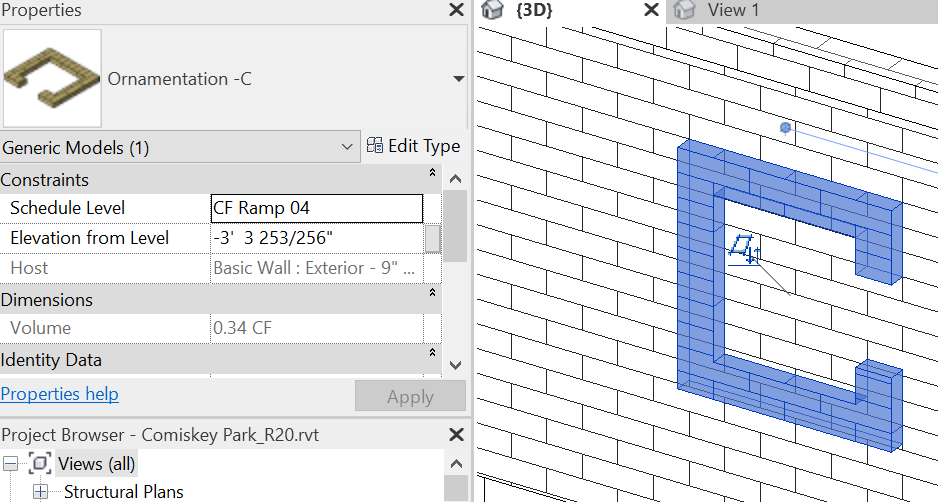 Properties
Ornamentation -C
Generic Models (1)
Edit Type
Constraints
Schedule Level
CF Ramp 04
Elevation from Level
-3' 3 253/256"
Host
Basic Wall : Exterior - 9" ...
Dimensions
Volume
0.34 CF
Identity Data
Properties help
Apply
Project Browser - Comiskey Park_R20.rvt
Views (all)
Structural Plans
{3D}
View 1